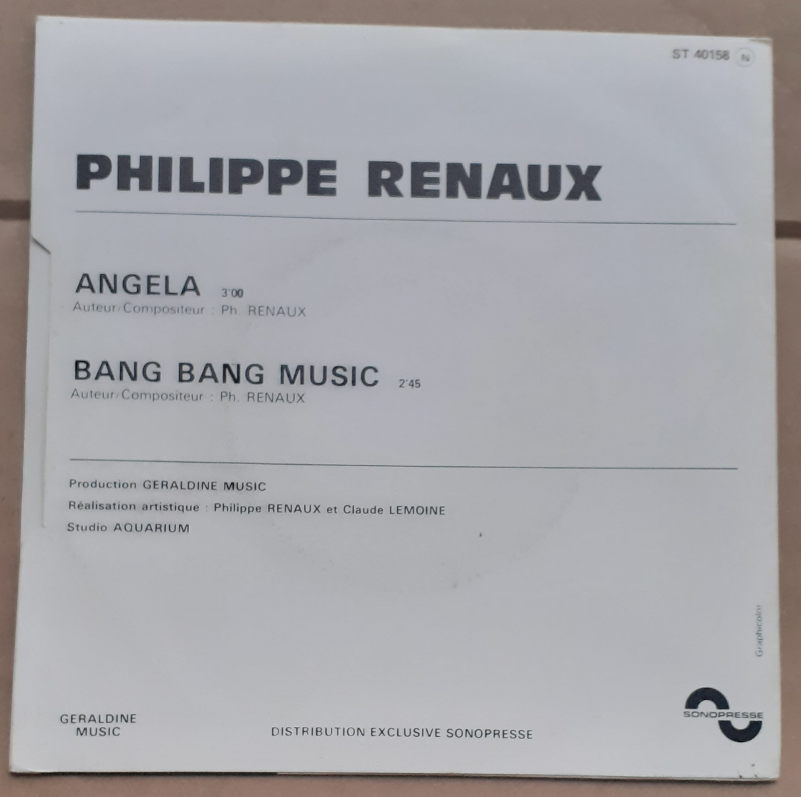 ST 40158 N
PHILIPPE RENAUX
ANGELA 3'00
Auteur/Compositeur : Ph. RENAUX
BANG BANG MUSIC 2'45
Auteur/Compositeur : Ph. RENAUX
Production GERALDINE MUSIC
Réalisation artistique : Philippe RENAUX et Claude LEMOINE
Studio AQUARIUM
GERALDINE
MUSIC
DISTRIBUTION EXCLUSIVE SONOPRESSE
SONOPRESSE